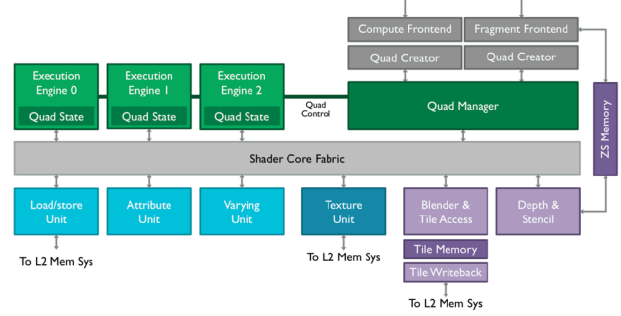 Compute Frontend
Fragment Frontend
Quad Creator
Quad Creator
Execution
Engine 0
Quad State
Execution
Engine 1
Quad State
Execution
Engine 2
Quad State
Quad
Control
Quad Manager
ZS Memory
Shader Core Fabric
Load/store
Unit
Attribute
Unit
Varying
Unit
Texture
Unit
Blender &
Tile Access
Depth &
Stencil
Tile Memory
Tile Writeback
To L2 Mem Sys
To L2 Mem Sys
To L2 Mem Sys